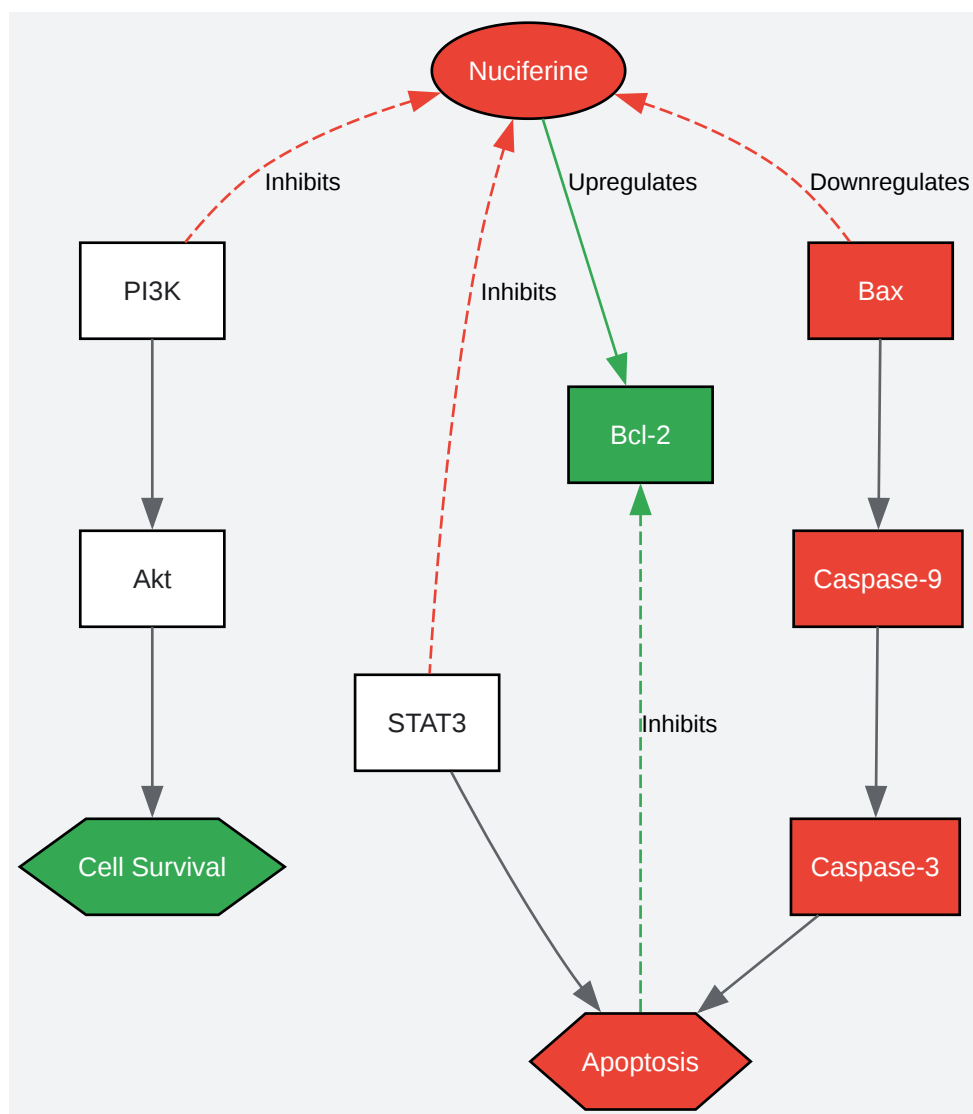 Nuciferine
Inhibits
Upregulates
Downregulates
PI3K
Inhibits
Bax
Bcl-2
Akt
Caspase-9
STAT3
Inhibits
Cell Survival
Caspase-3
Apoptosis